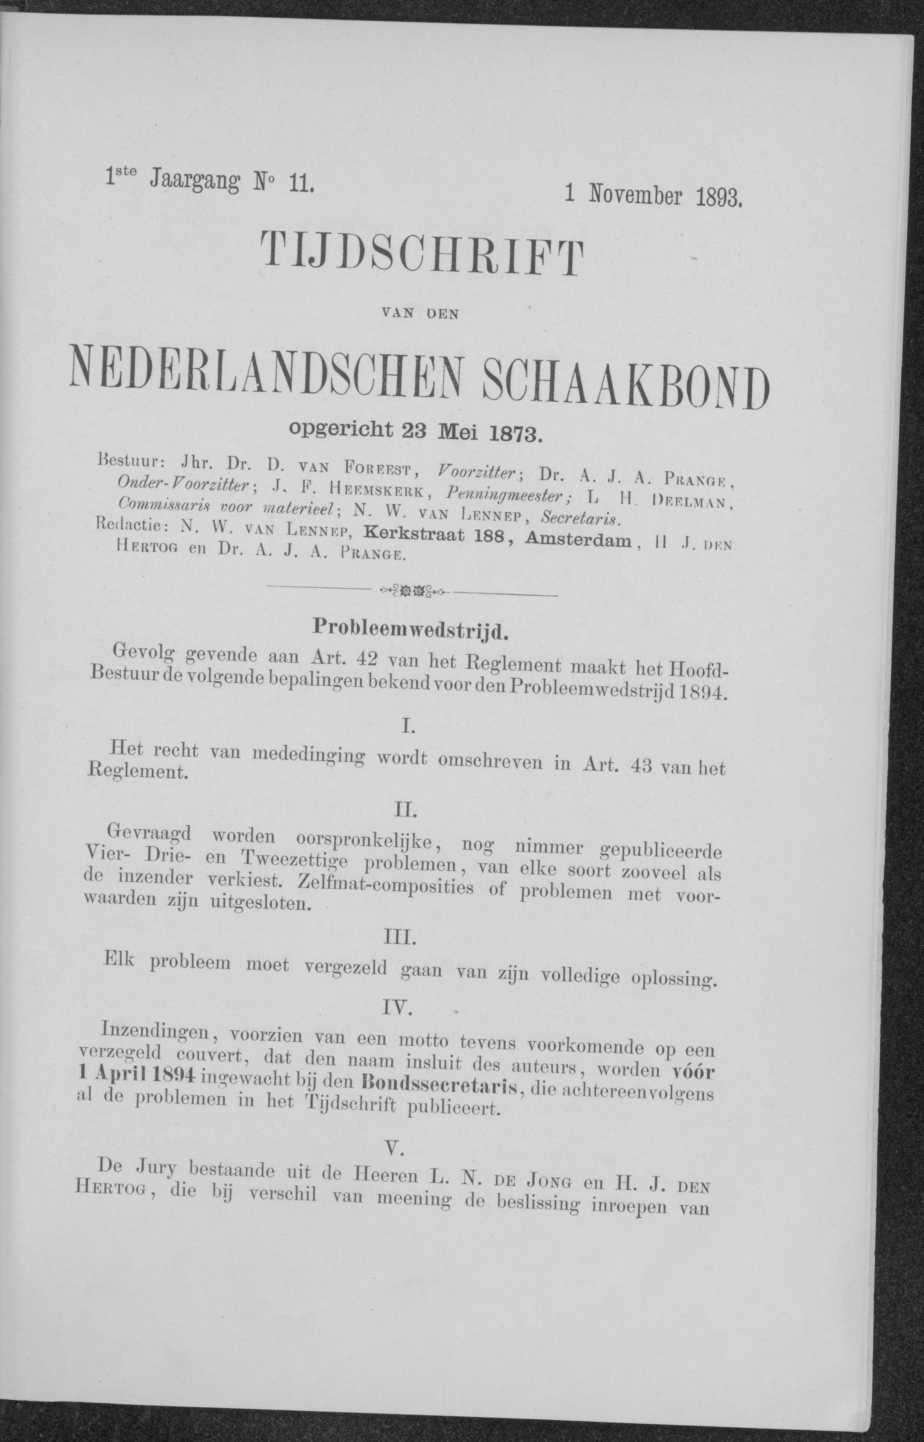 1ste Jaargang No 11.
1 November 1893.
TIJDSCHRIFT
VAN DEN
NEDERLANDSCHEN SCHAAKBOND
opgericht 23 Mei 1873.
Bestuur: Jhr. Dr. D. VAN FOREEST, Voorzitter; Dr. A. J. A. PRANGE,
Onder-Voorzitter; J. F. HEEMSKERK, Penningmeester; L. H. DEELMAN,
Commissaris voor materieel; N. W. VAN LENNEP, Secretaris.
Redactie: N. W. VAN LENNEP, Kerkstraat 188, Amsterdam, H. J. DEN
HERTOG en Dr. A. J. A. PRANGE.
Probleemwedstrijd.
Gevolg gevende aan Art. 42 van het Reglement maakt het Hoofd-
Bestuur de volgende bepalingen bekend voor den Probleemwedstrijd 1894.
I.
Het recht van mededinging wordt omschreven in Art. 43 van het
Reglement.
II.
Gevraagd worden oorspronkelijke, nog nimmer gepubliceerde
Vier- Drie- en Tweezettige problemen, van elke soort zooveel als
de inzender verkiest. Zelfmat-composities of problemen met voor-
waarden zijn uitgesloten.
III.
Elk probleem moet vergezeld gaan van zijn volledige oplossing.
IV.
Inzendingen, voorzien van een motto tevens voorkomende op een
verzegeld couvert, dat den naam insluit des auteurs, worden vóór
1 April 1894 ingewacht bij den Bondssecretaris, die achtereenvolgens
al de problemen in het Tijdschrift publiceert.
V.
De Jury bestaande uit de Heeren L. N. DE JONG en H. J. DEN
HERTOG, die bij verschil van meening de beslissing inroepen van